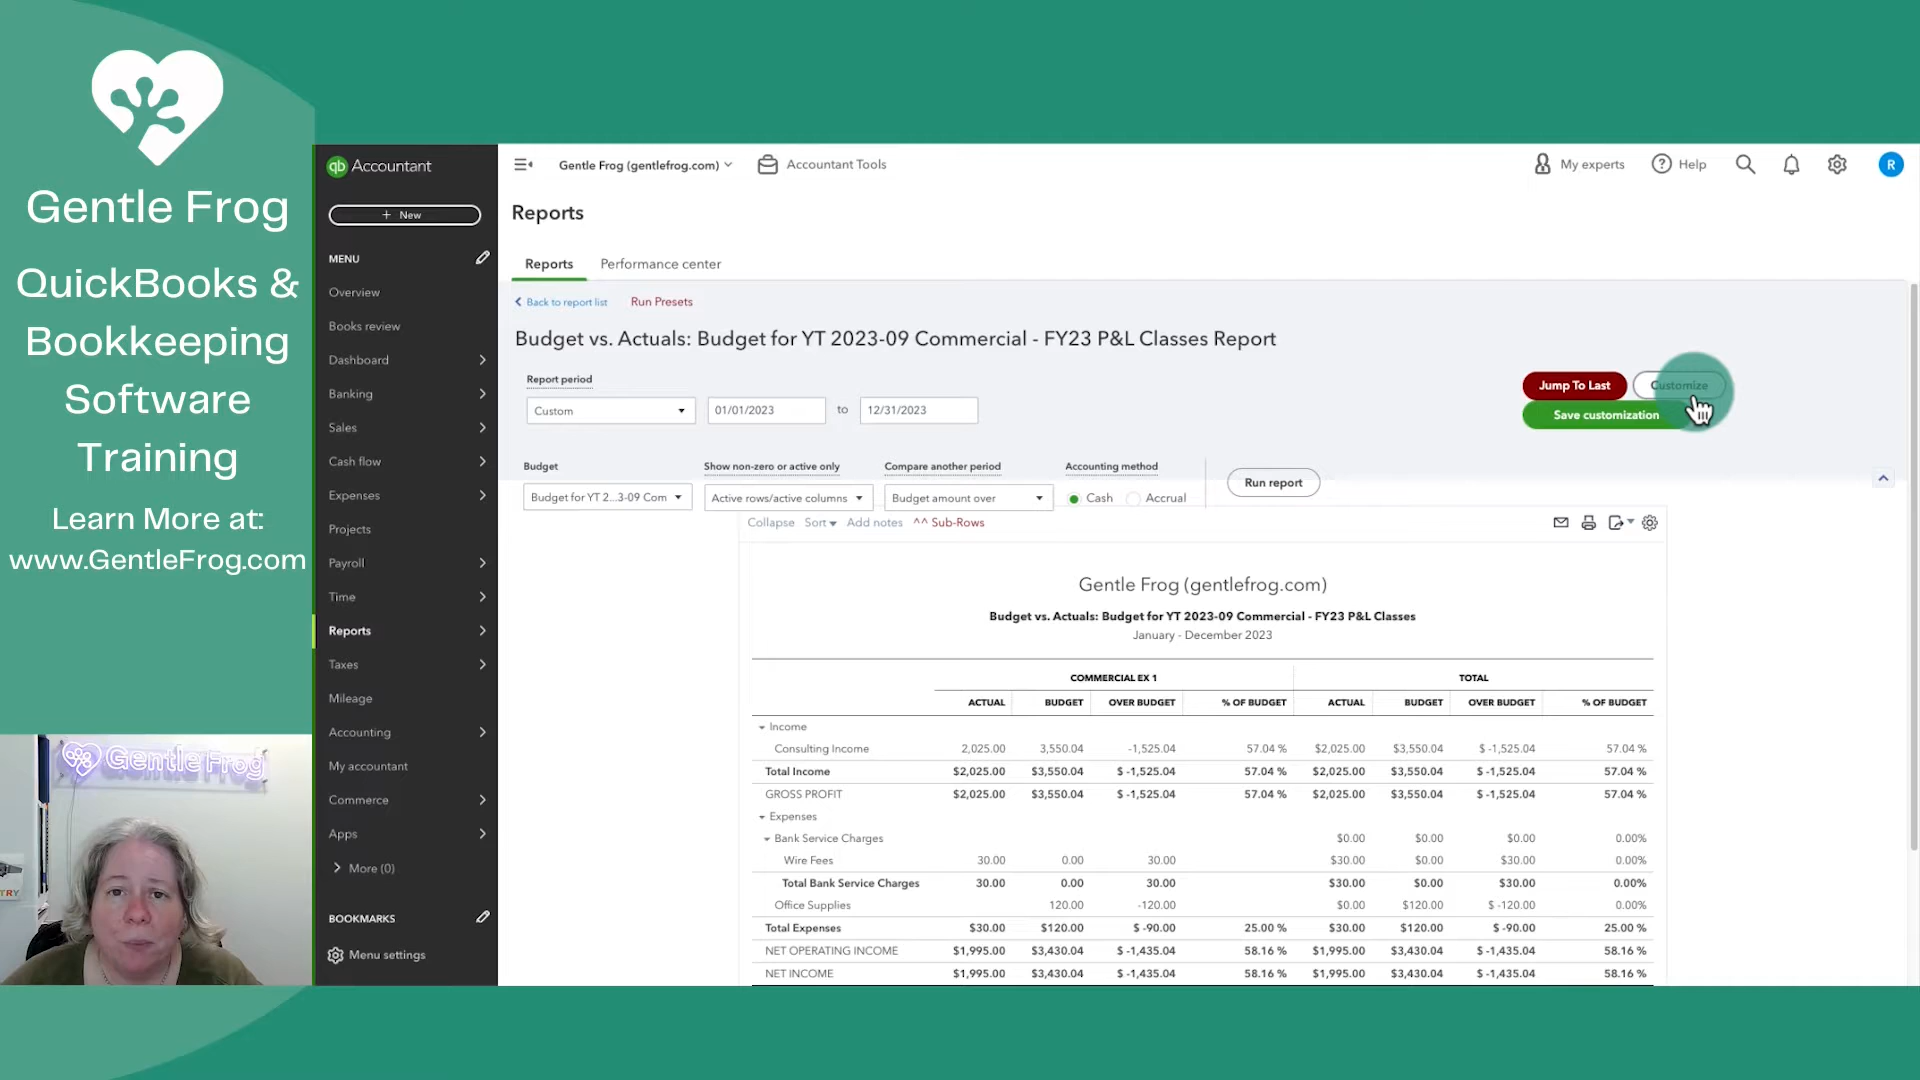 Gentle Frog
QuickBooks &
Bookkeeping
Software
Training
Learn More at:
www.GentleFrog.com
Gentle Frog
TRY
qb Accountant
+ New
MENU
Overview
Books review
Dashboard
Banking
Sales
Cash flow
Expenses
Projects
Payroll
Time
Reports
Taxes
Mileage
Accounting
My accountant
Commerce
Apps
More (0)
BOOKMARKS
Menu settings
Gentle Frog (gentlefrog.com) Accountant Tools My experts ? Help R
Reports
Reports Performance center
Back to report list Run Presets
Budget vs. Actuals: Budget for YT 2023-09 Commercial - FY23 P&L Classes Report
Report period
Custom 01/01/2023 to 12/31/2023
Jump To Last Customize
Save customization
Budget Show non-zero or active only Compare another period Accounting method
Budget for YT 2...3-09 Com Active rows/active columns Budget amount over Cash Accrual Run report
Collapse Sort Add notes ^^ Sub-Rows
Gentle Frog (gentlefrog.com)
Budget vs. Actuals: Budget for YT 2023-09 Commercial - FY23 P&L Classes
January - December 2023
COMMERCIAL EX 1 TOTAL
ACTUAL BUDGET OVER BUDGET % OF BUDGET ACTUAL BUDGET OVER BUDGET % OF BUDGET
Income
Consulting Income 2,025.00 3,550.04 -1,525.04 57.04 % $2,025.00 $3,550.04 $ -1,525.04 57.04 %
Total Income $2,025.00 $3,550.04 $ -1,525.04 57.04 % $2,025.00 $3,550.04 $ -1,525.04 57.04 %
GROSS PROFIT $2,025.00 $3,550.04 $ -1,525.04 57.04 % $2,025.00 $3,550.04 $ -1,525.04 57.04 %
Expenses
Bank Service Charges $0.00 $0.00 $0.00 0.00%
Wire Fees 30.00 0.00 30.00 $30.00 $0.00 $30.00 0.00%
Total Bank Service Charges 30.00 0.00 30.00 $30.00 $0.00 $30.00 0.00%
Office Supplies 120.00 -120.00 $0.00 $120.00 $ -120.00 0.00%
Total Expenses $30.00 $120.00 $ -90.00 25.00 % $30.00 $120.00 $ -90.00 25.00 %
NET OPERATING INCOME $1,995.00 $3,430.04 $ -1,435.04 58.16 % $1,995.00 $3,430.04 $ -1,435.04 58.16 %
NET INCOME $1,995.00 $3,430.04 $ -1,435.04 58.16 % $1,995.00 $3,430.04 $ -1,435.04 58.16 %